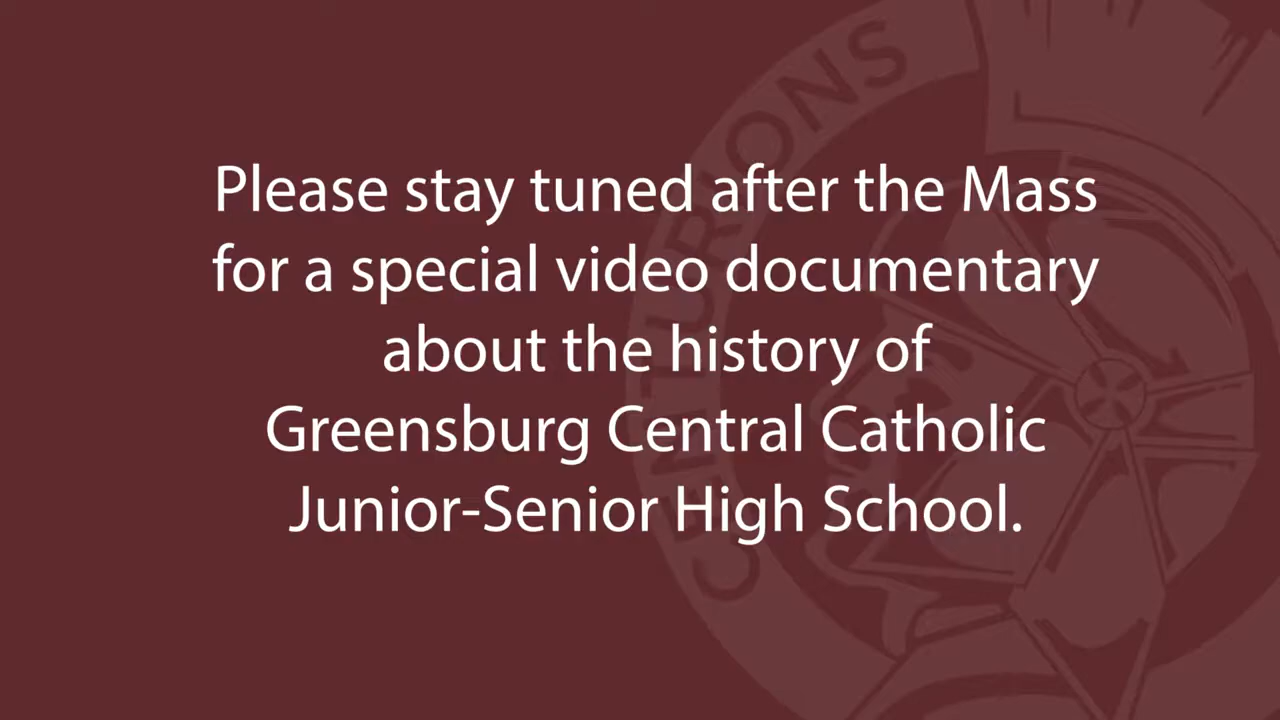 Please stay tuned after the Mass
for a special video documentary
about the history of
Greensburg Central Catholic
Junior-Senior High School.
CENTURIONS